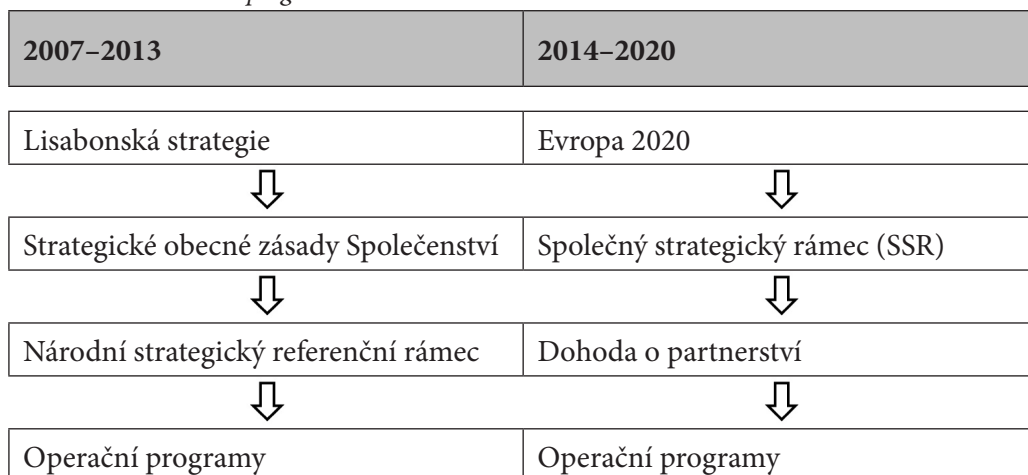 2007–2013 2014–2020
Lisabonská strategie Evropa 2020
Strategické obecné zásady Společenství Společný strategický rámec (SSR)
Národní strategický referenční rámec Dohoda o partnerství
Operační programy Operační programy